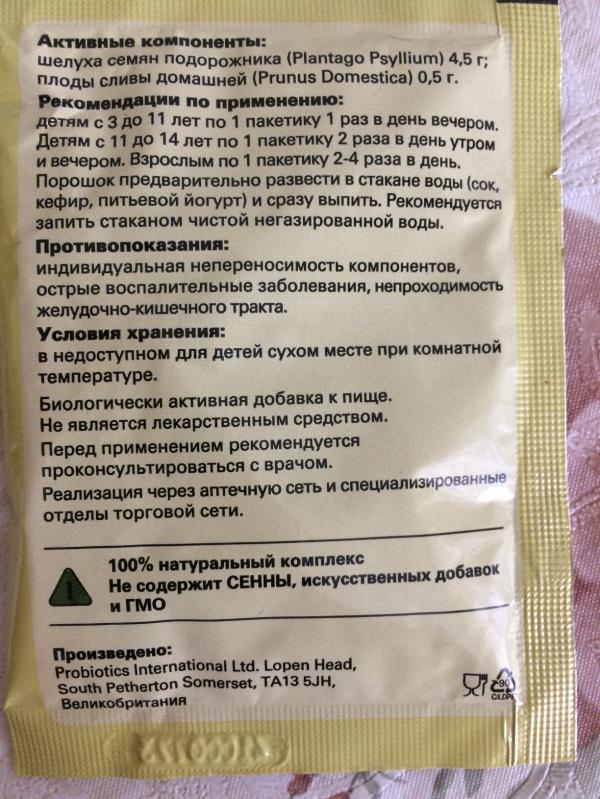 Активные компоненты:
шелуха семян подорожника (Plantago Psyllium) 4,5 г;
плоды сливы домашней (Prunus Domestica) 0,5 г.
Рекомендации по применению:
детям с 3 до 11 лет по 1 пакетику 1 раз в день вечером.
Детям с 11 до 14 лет по 1 пакетику 2 раза в день утром
и вечером. Взрослым по 1 пакетику 2-4 раза в день.
Порошок предварительно развести в стакане воды (сок,
кефир, питьевой йогурт) и сразу выпить. Рекомендуется
запить стаканом чистой негазированной воды.
Противопоказания:
индивидуальная непереносимость компонентов,
острые воспалительные заболевания, непроходимость
желудочно-кишечного тракта.
Условия хранения:
в недоступном для детей сухом месте при комнатной
температуре.
Биологически активная добавка к пище.
Не является лекарственным средством.
Перед применением рекомендуется
проконсультироваться с врачом.
Реализация через аптечную сеть и специализированные
отделы торговой сети.
100% натуральный комплекс
Не содержит СЕННЫ, искусственных добавок
и ГМО
Произведено:
Probiotics International Ltd. Lopen Head,
South Petherton Somerset, TA13 5JH,
Великобритания
90
C/LDPE